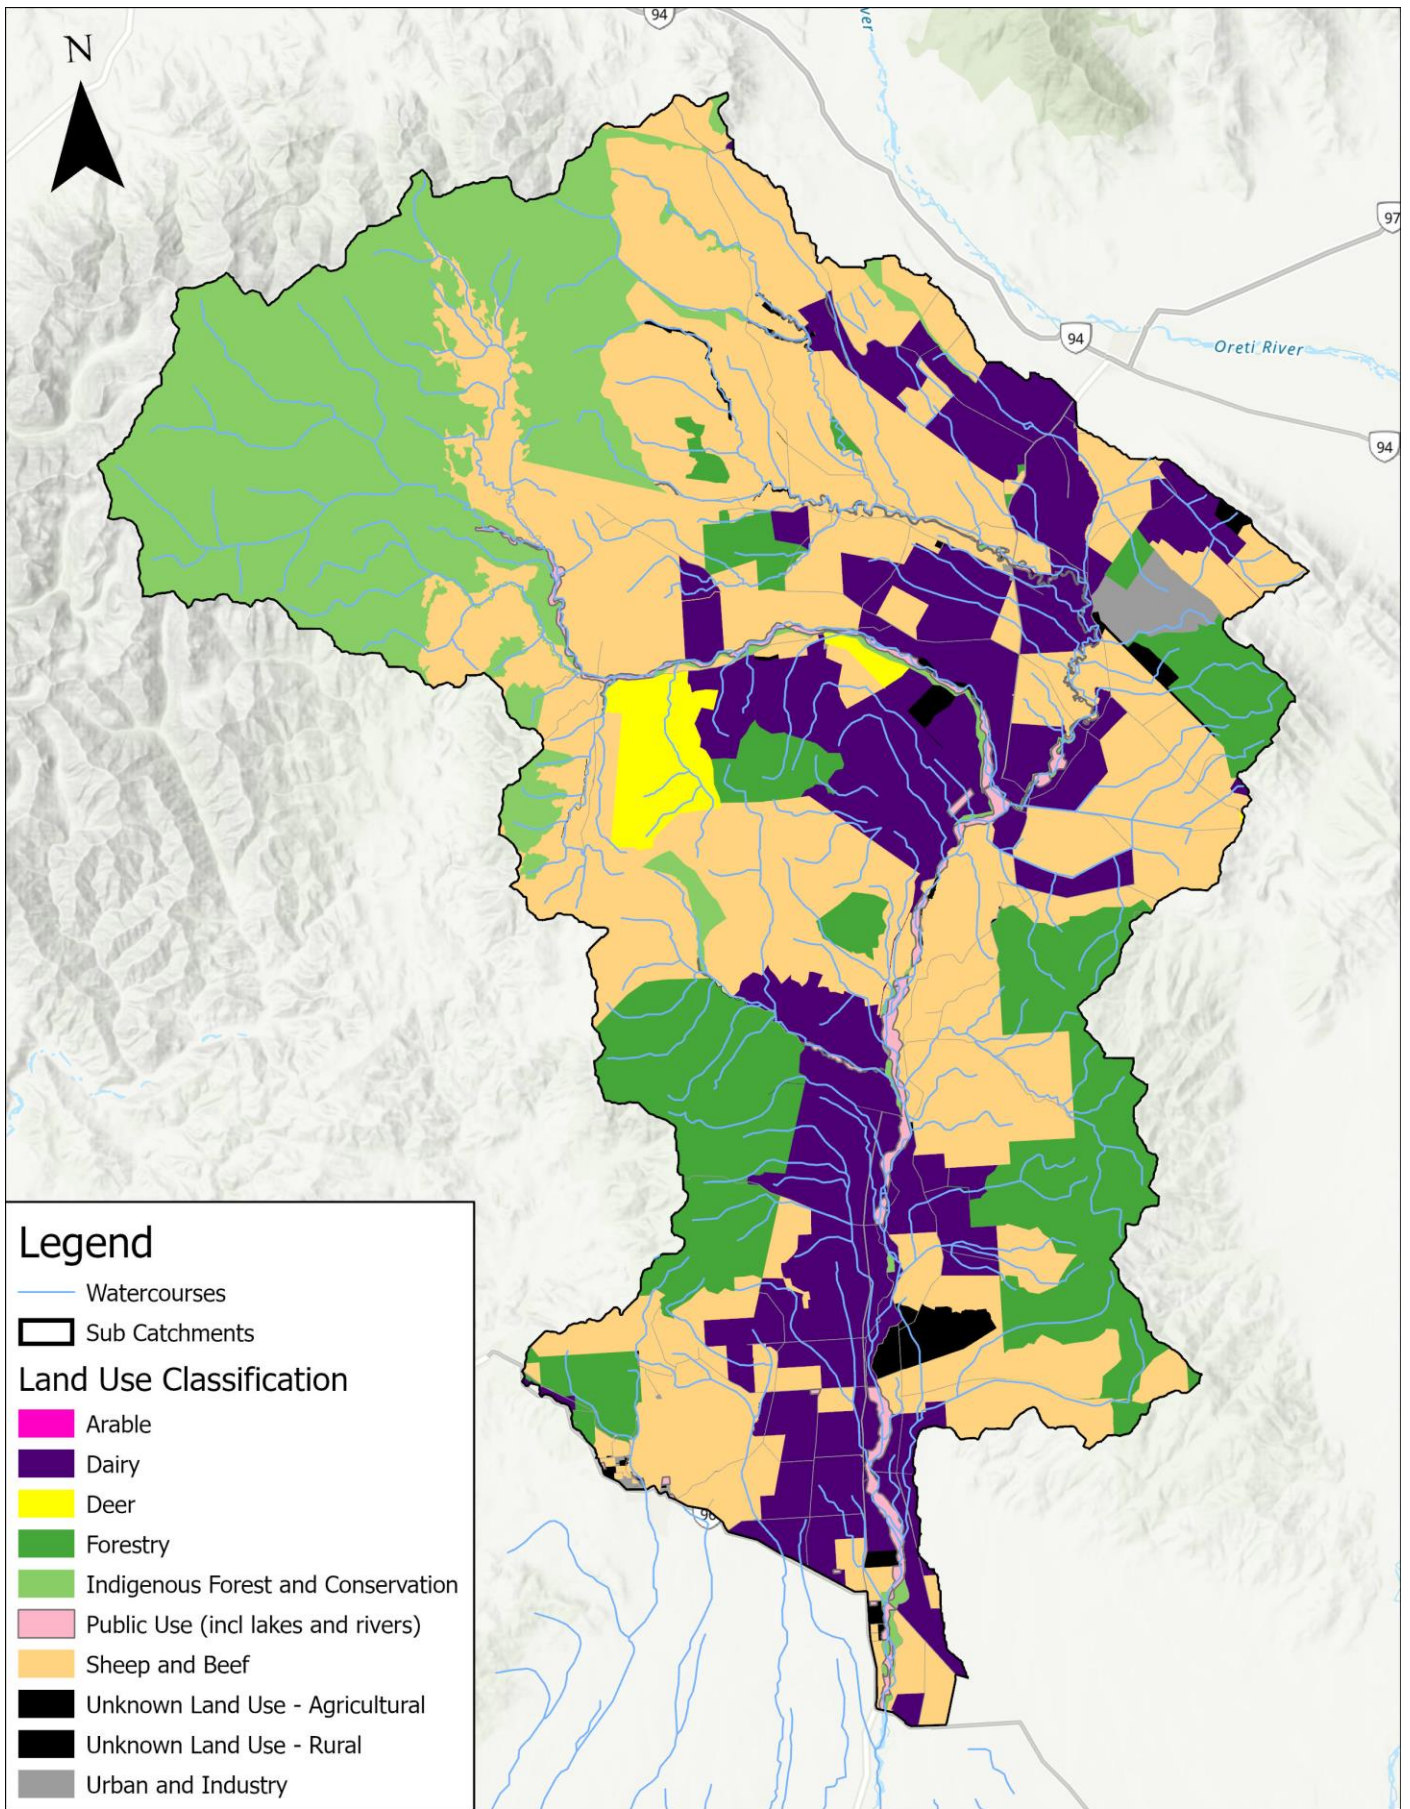 94
ver
N
97
94
Oreti River
94
Legend
Watercourses
Sub Catchments
Land Use Classification
Arable
Dairy
Deer
Forestry
Indigenous Forest and Conservation
Public Use (incl lakes and rivers)
Sheep and Beef
Unknown Land Use - Agricultural
Unknown Land Use - Rural
Urban and Industry